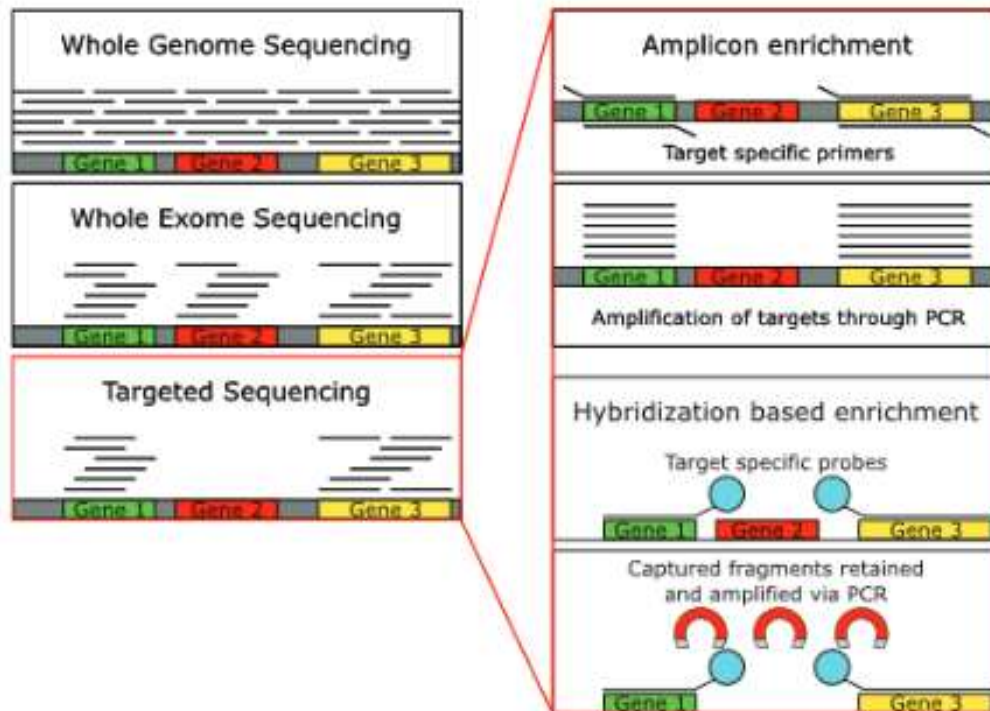 Whole Genome Sequencing
Gene 1 Gene 2 Gene 3
Whole Exome Sequencing
Gene 1 Gene 2 Gene 3
Targeted Sequencing
Gene 1 Gene 2 Gene 3
Amplicon enrichment
Gene 1 Gene 2 Gene 3
Target specific primers
Gene 1 Gene 2 Gene 3
Amplification of targets through PCR
Hybridization based enrichment
Target specific probes
Gene 1 Gene 2 Gene 3
Captured fragments retained
and amplified via PCR
Gene 1 Gene 3